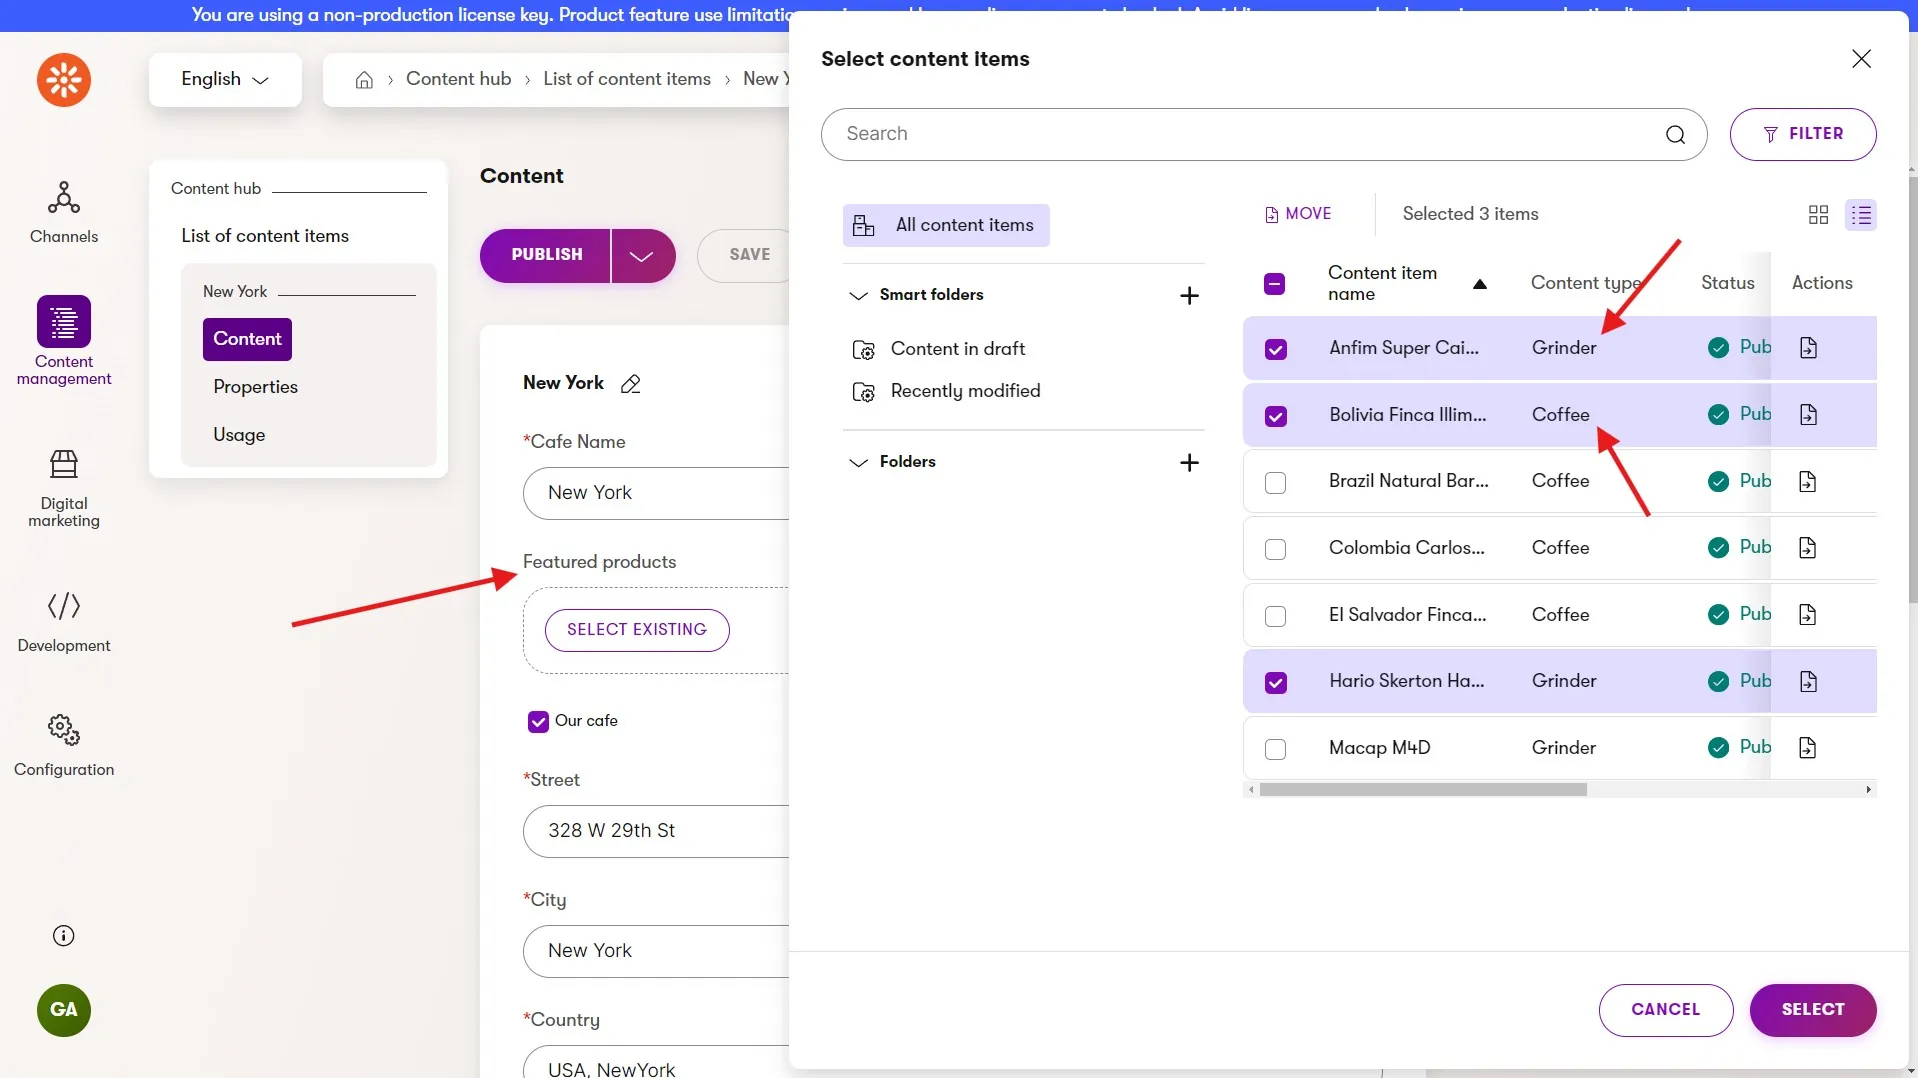 You are using a non-production license key. Product feature use
English
Content hub
List of content items
New Y
Channels
Content management
Digital marketing
Development
Configuration
GA
Content hub
List of content items
New York
Content
Properties
Usage
Content
PUBLISH
SAVE
New York
*Cafe Name
New York
Featured products
SELECT EXISTING
Our cafe
*Street
328 W 29th St
*City
New York
*Country
USA, NewYork
Select content items
Search
FILTER
All content items
Smart folders
Content in draft
Recently modified
Folders
MOVE
Selected 3 items
Content item name
Content type
Status
Actions
Anfim Super Cai... Grinder Pub
Bolivia Finca Illim... Coffee Pub
Brazil Natural Bar... Coffee Pub
Colombia Carlos... Coffee Pub
El Salvador Finca... Coffee Pub
Hario Skerton Ha... Grinder Pub
Macap M4D Grinder Pub
CANCEL
SELECT